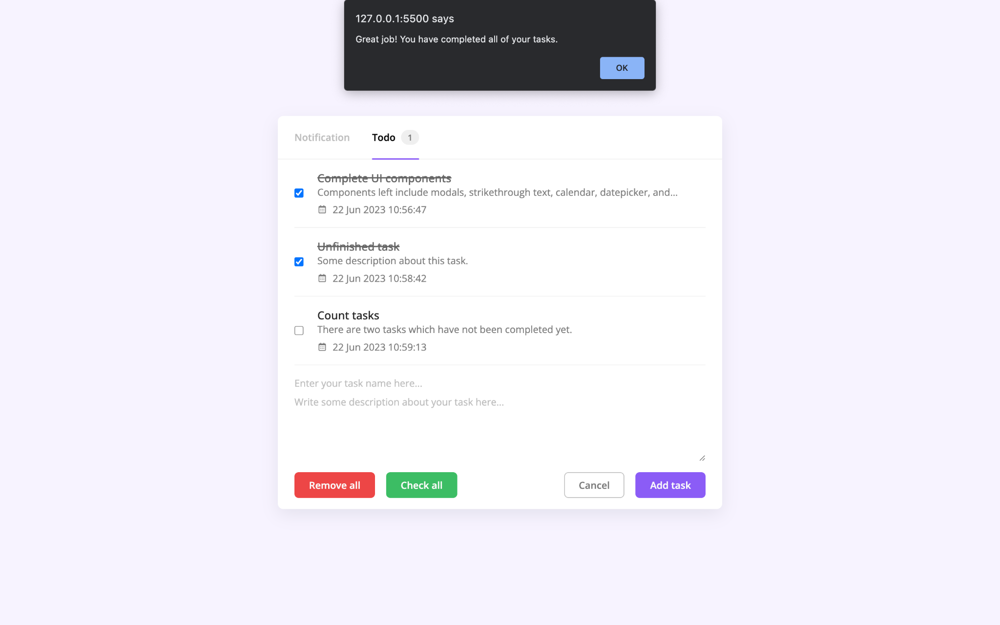 127.0.0.1:5500 says
Great job! You have completed all of your tasks.
OK
Notification
Todo 1
Complete UI components
Components left include modals, strikethrough text, calendar, datepicker, and...
22 Jun 2023 10:56:47
Unfinished task
Some description about this task.
22 Jun 2023 10:58:42
Count tasks
There are two tasks which have not been completed yet.
22 Jun 2023 10:59:13
Enter your task name here...
Write some description about your task here...
Remove all
Check all
Cancel
Add task